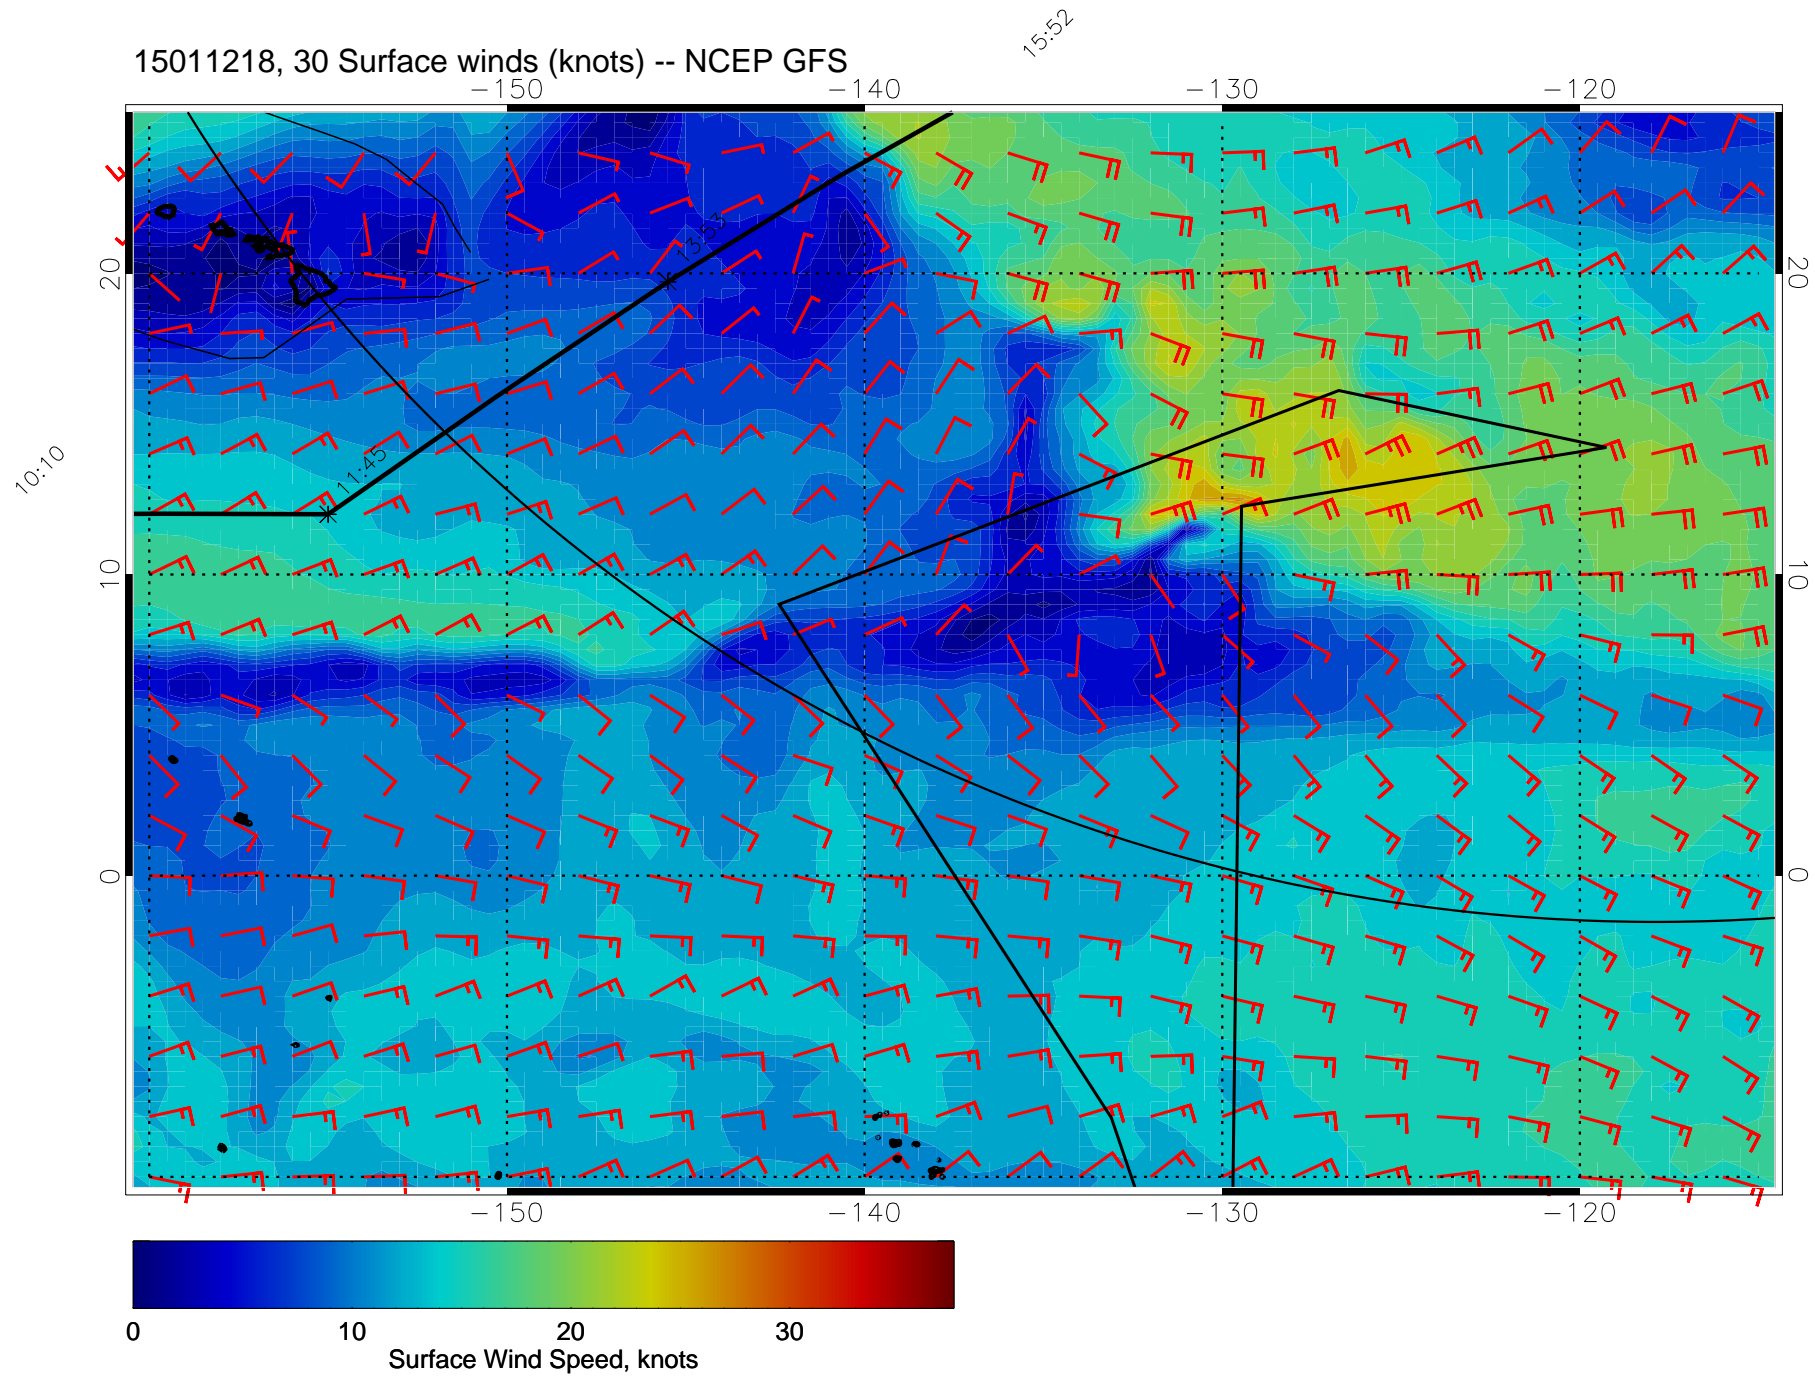 15:52
15011218, 30 Surface winds (knots) -- NCEP GFS
-150 -140 -130 -120
20 20
13:53
10:10
11:45
10 10
0 0
-150 -140 -130 -120
0 10 20 30
Surface Wind Speed, knots